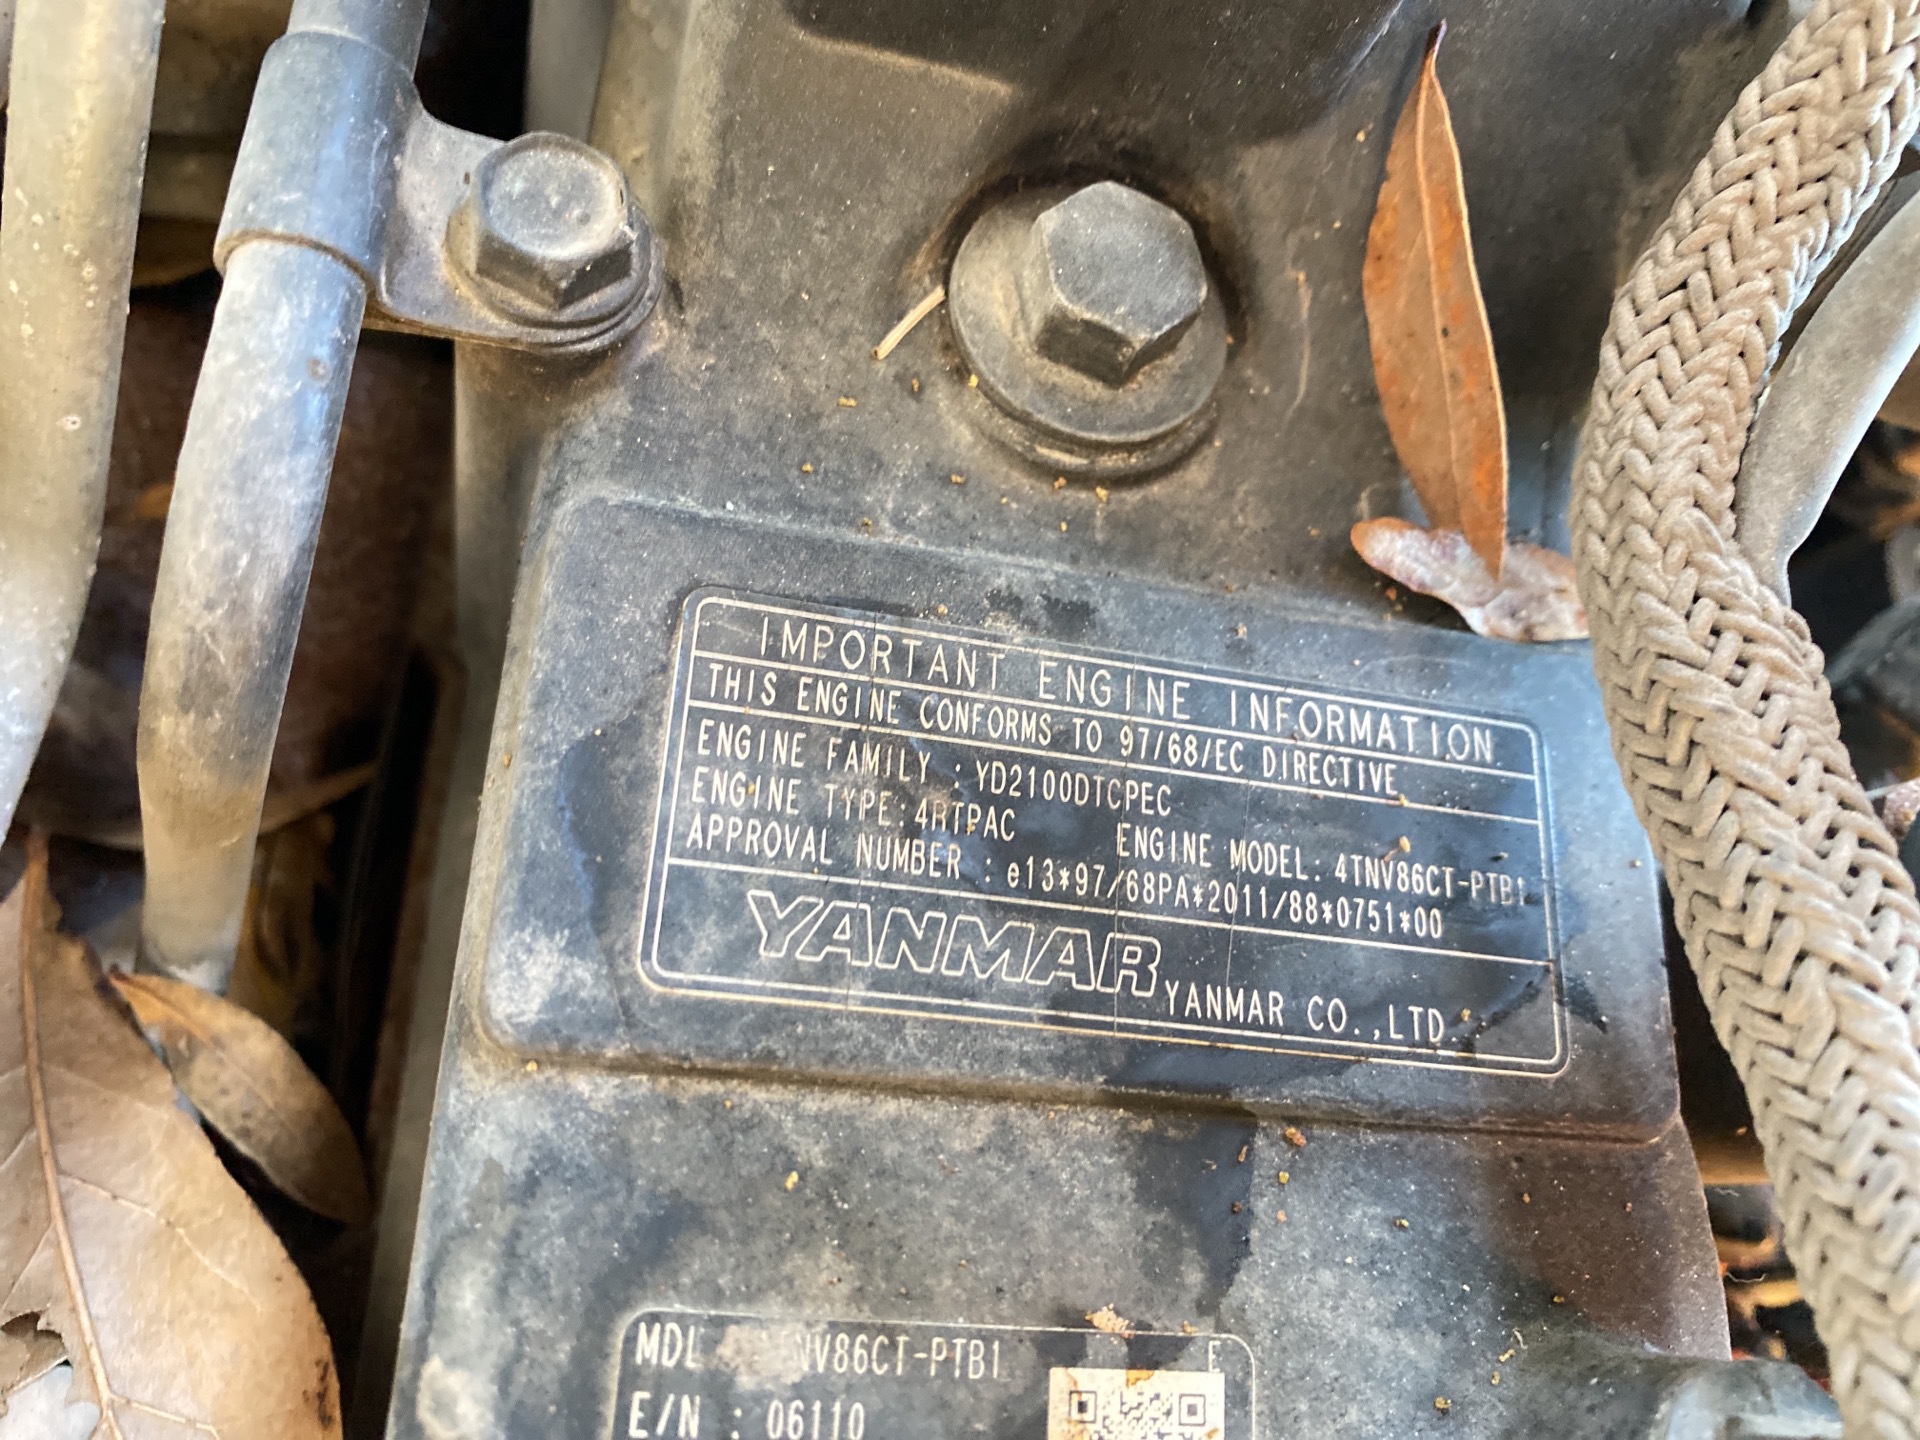 IMPORTANT ENGINE INFORMATION
THIS ENGINE CONFORMS TO 97/68/EC DIRECTIVE
ENGINE FAMILY : YD2100DTCPEC
ENGINE TYPE: 4RTPAC ENGINE MODEL: 4TNV86CT-PTB1
APPROVAL NUMBER : e13*97/68PA*2011/88*0751*00
YANMAR YANMAR CO.,LTD.
MDL NV86CT-PTB1 E
E/N : 06110